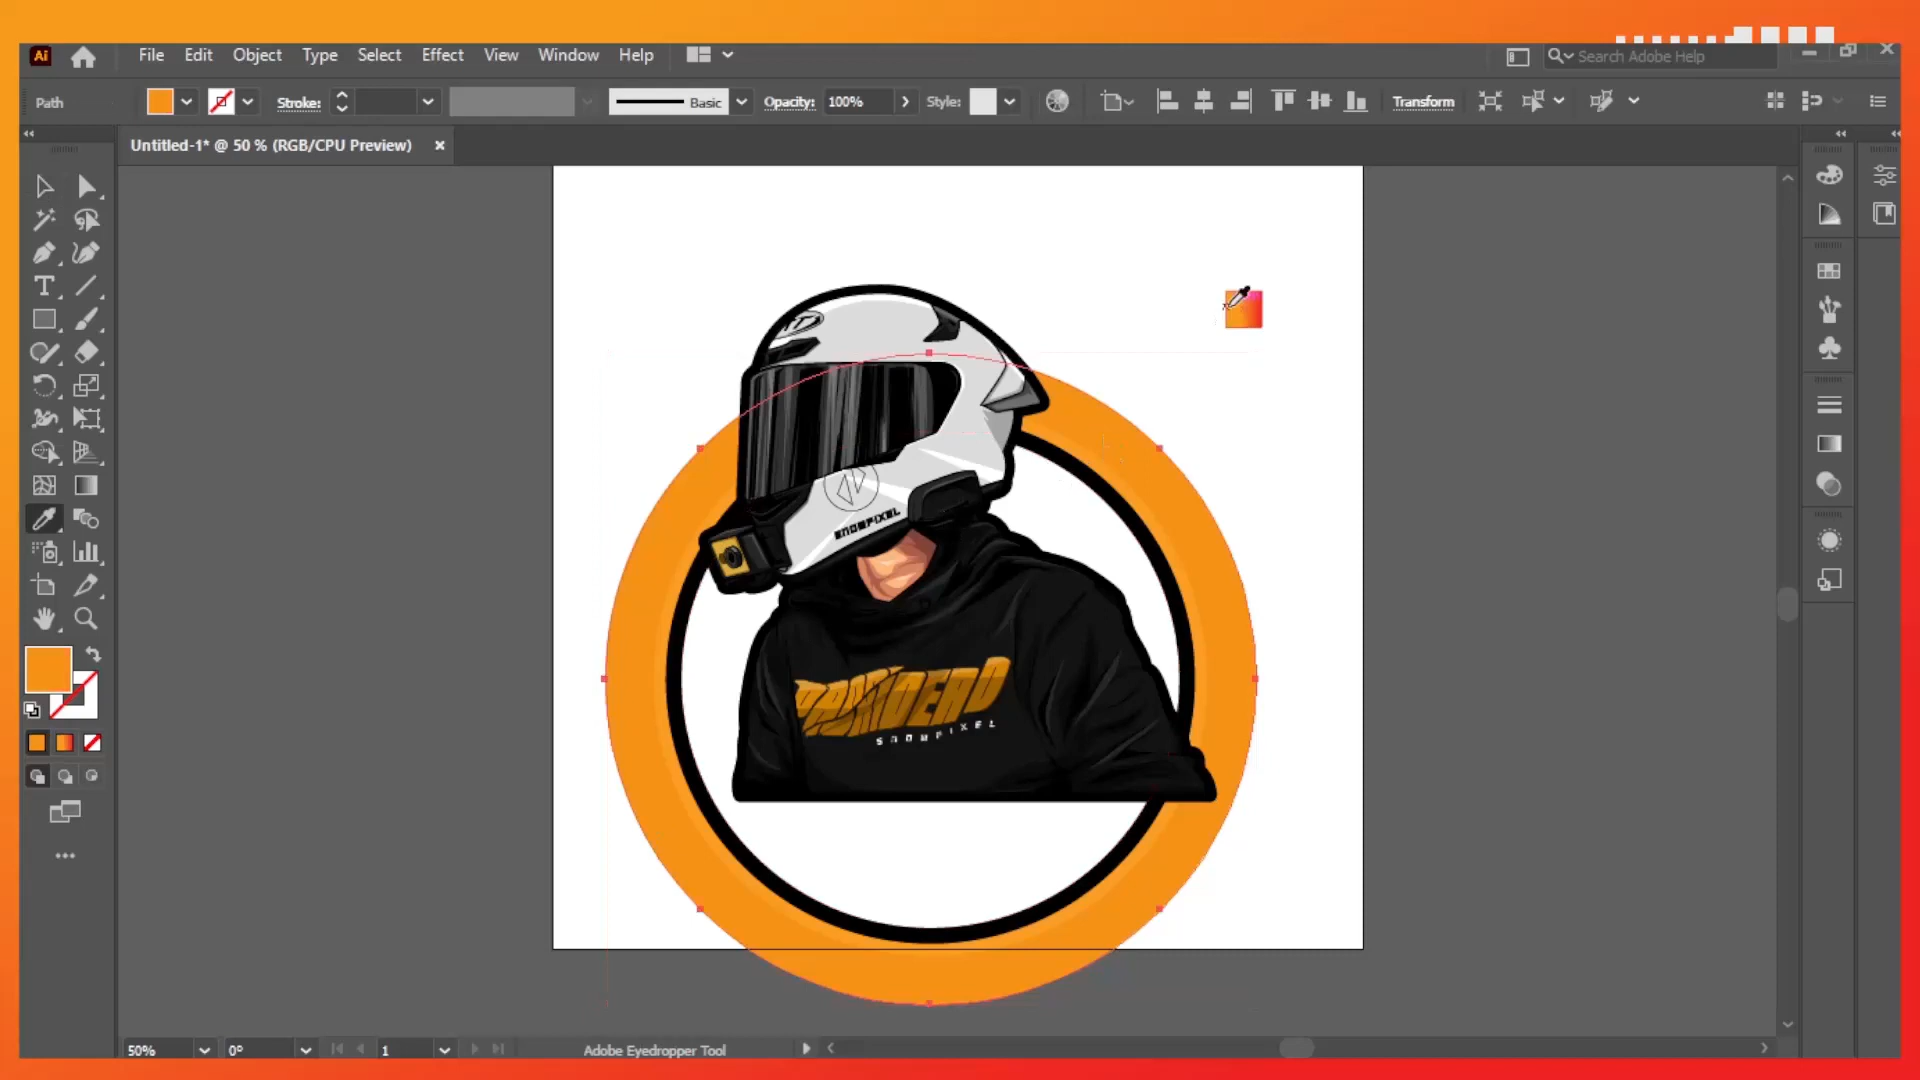 Ai File Edit Object Type Select Effect View Window Help Search Adobe Help
Path Stroke: Basic Opacity: 100% Style: Transform
Untitled-1* @ 50 % (RGB/CPU Preview)
SNOWPIXEL
50% 0° 1 Adobe Eyedropper Tool